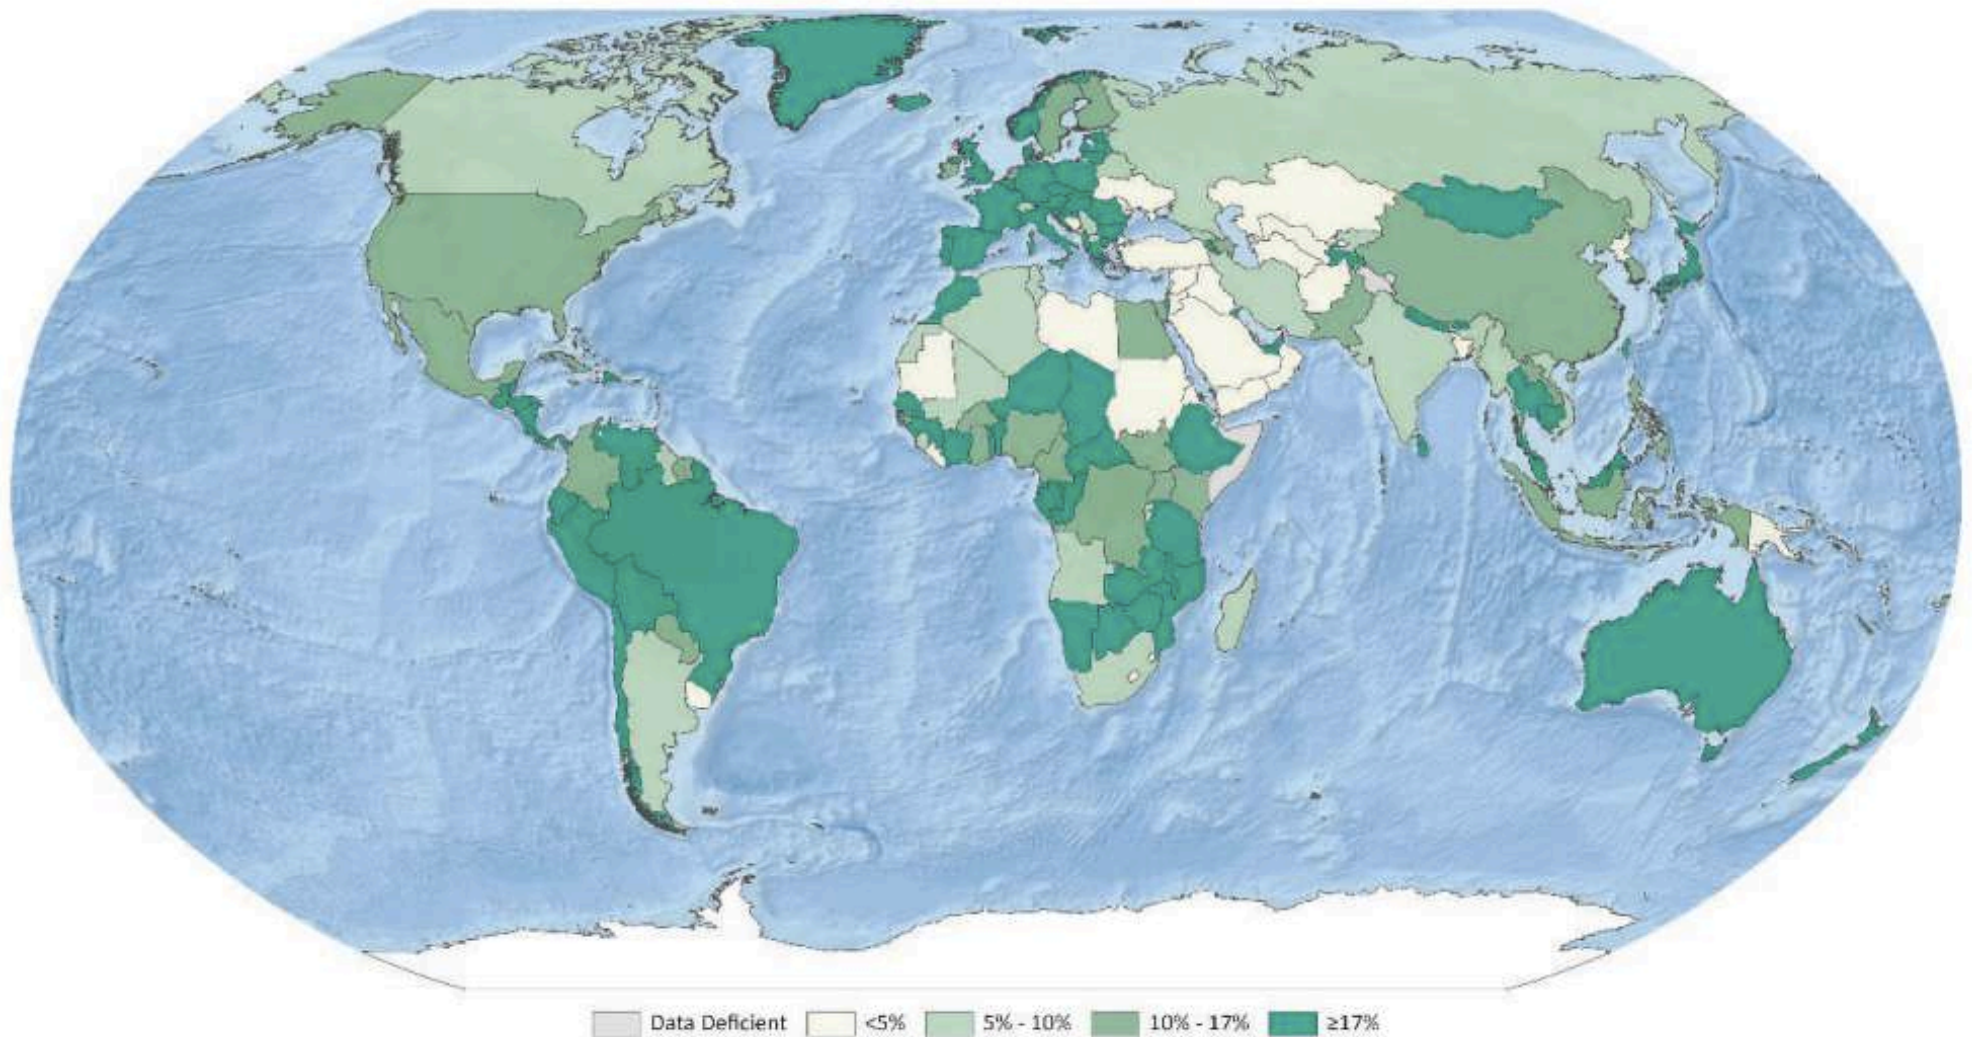 Data Deficient <5% 5% - 10% 10% - 17% ≥17%